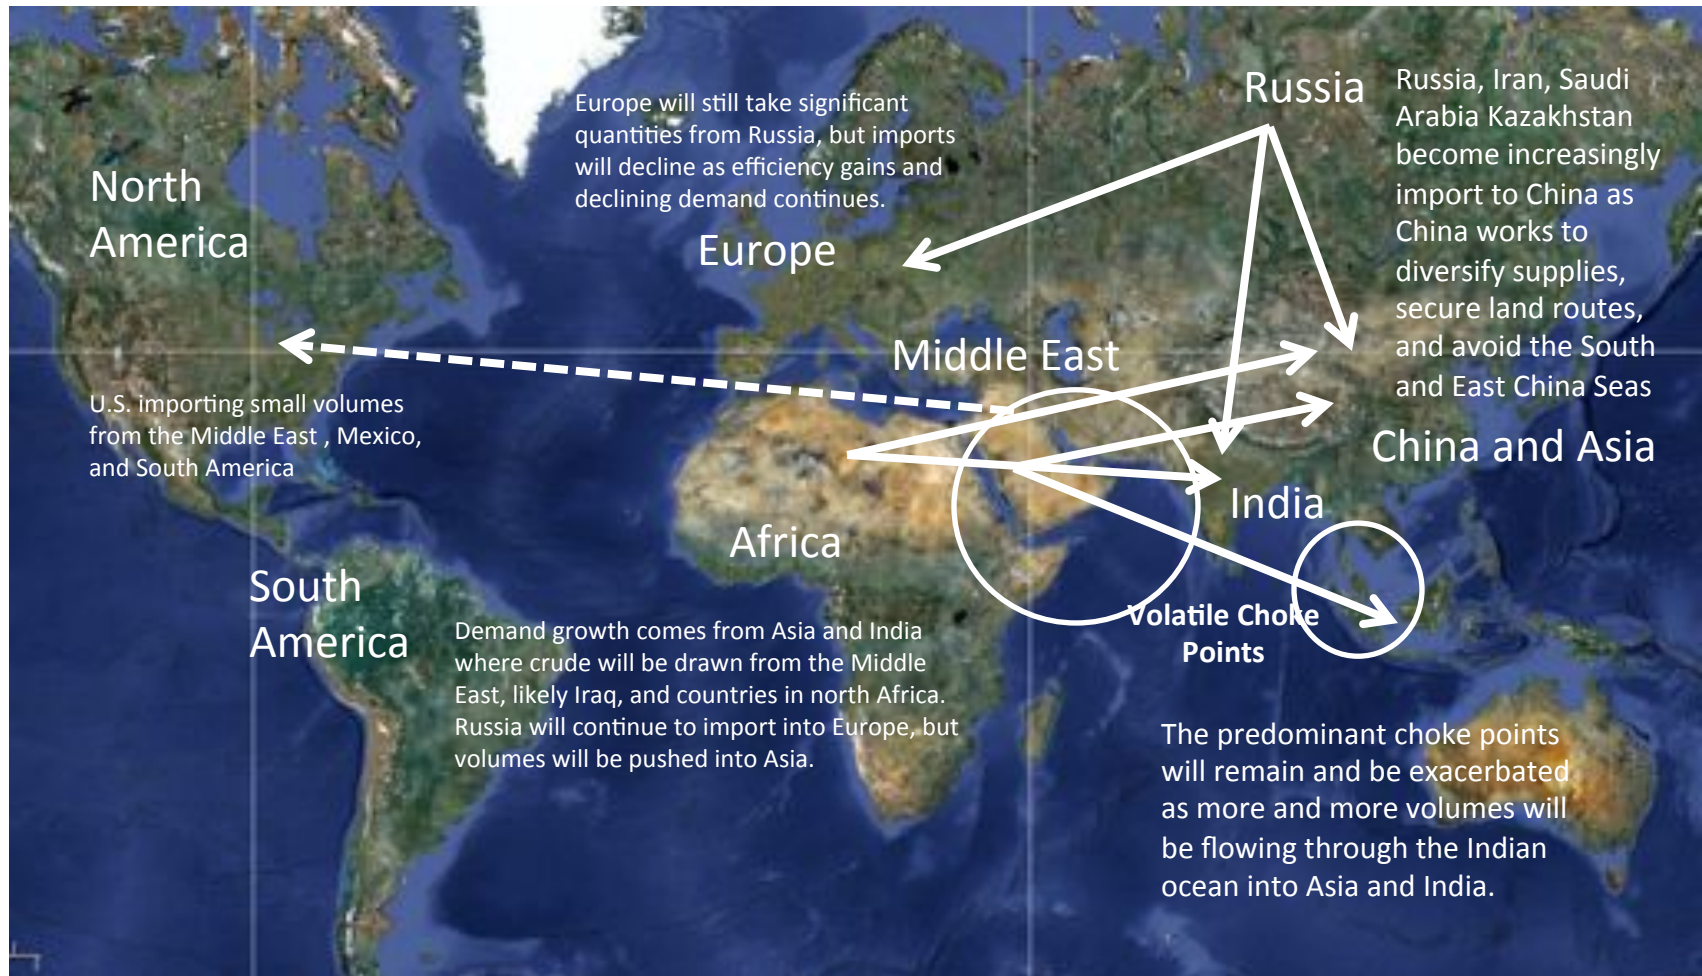 Russia
Russia, Iran, Saudi
Arabia Kazakhstan
become increasingly
import to China as
China works to
diversify supplies,
secure land routes,
and avoid the South
and East China Seas
Europe will still take significant
quantities from Russia, but imports
will decline as efficiency gains and
declining demand continues.
North
America
Europe
Middle East
U.S. importing small volumes
from the Middle East , Mexico,
and South America
China and Asia
India
Africa
South
America
Volatile Choke
Points
Demand growth comes from Asia and India
where crude will be drawn from the Middle
East, likely Iraq, and countries in north Africa.
Russia will continue to import into Europe, but
volumes will be pushed into Asia.
The predominant choke points
will remain and be exacerbated
as more and more volumes will
be flowing through the Indian
ocean into Asia and India.